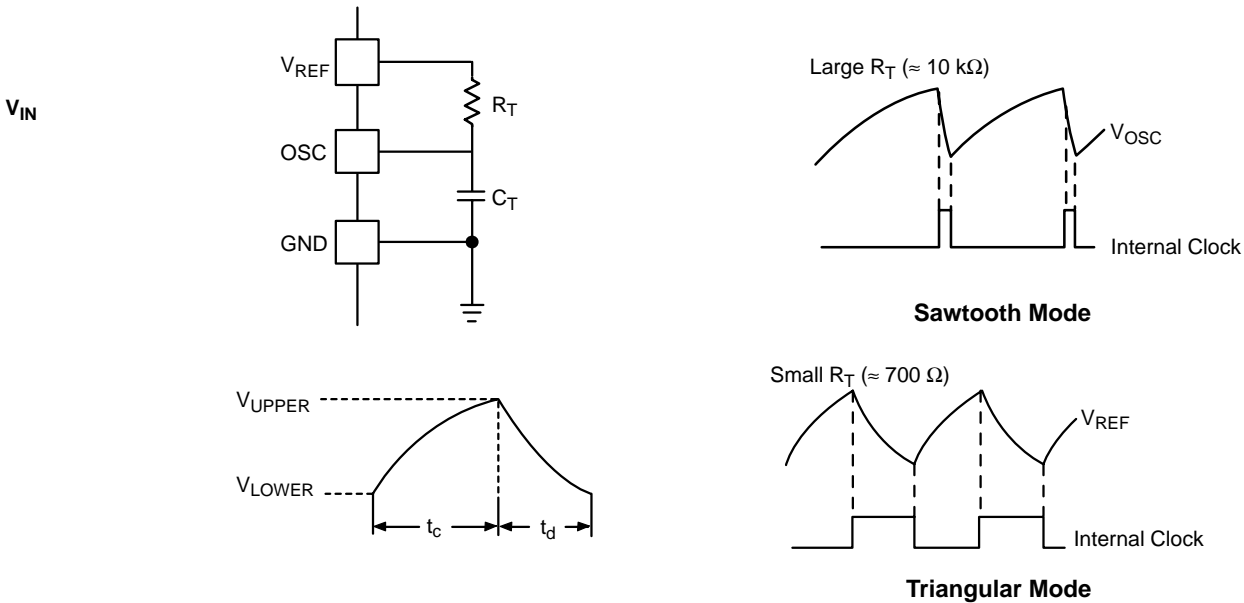 V_IN
V_REF
R_T
OSC
C_T
GND
V_UPPER
V_LOWER
t_c
t_d
Large R_T (≈ 10 kΩ)
V_OSC
Internal Clock
Sawtooth Mode
Small R_T (≈ 700 Ω)
V_REF
Internal Clock
Triangular Mode